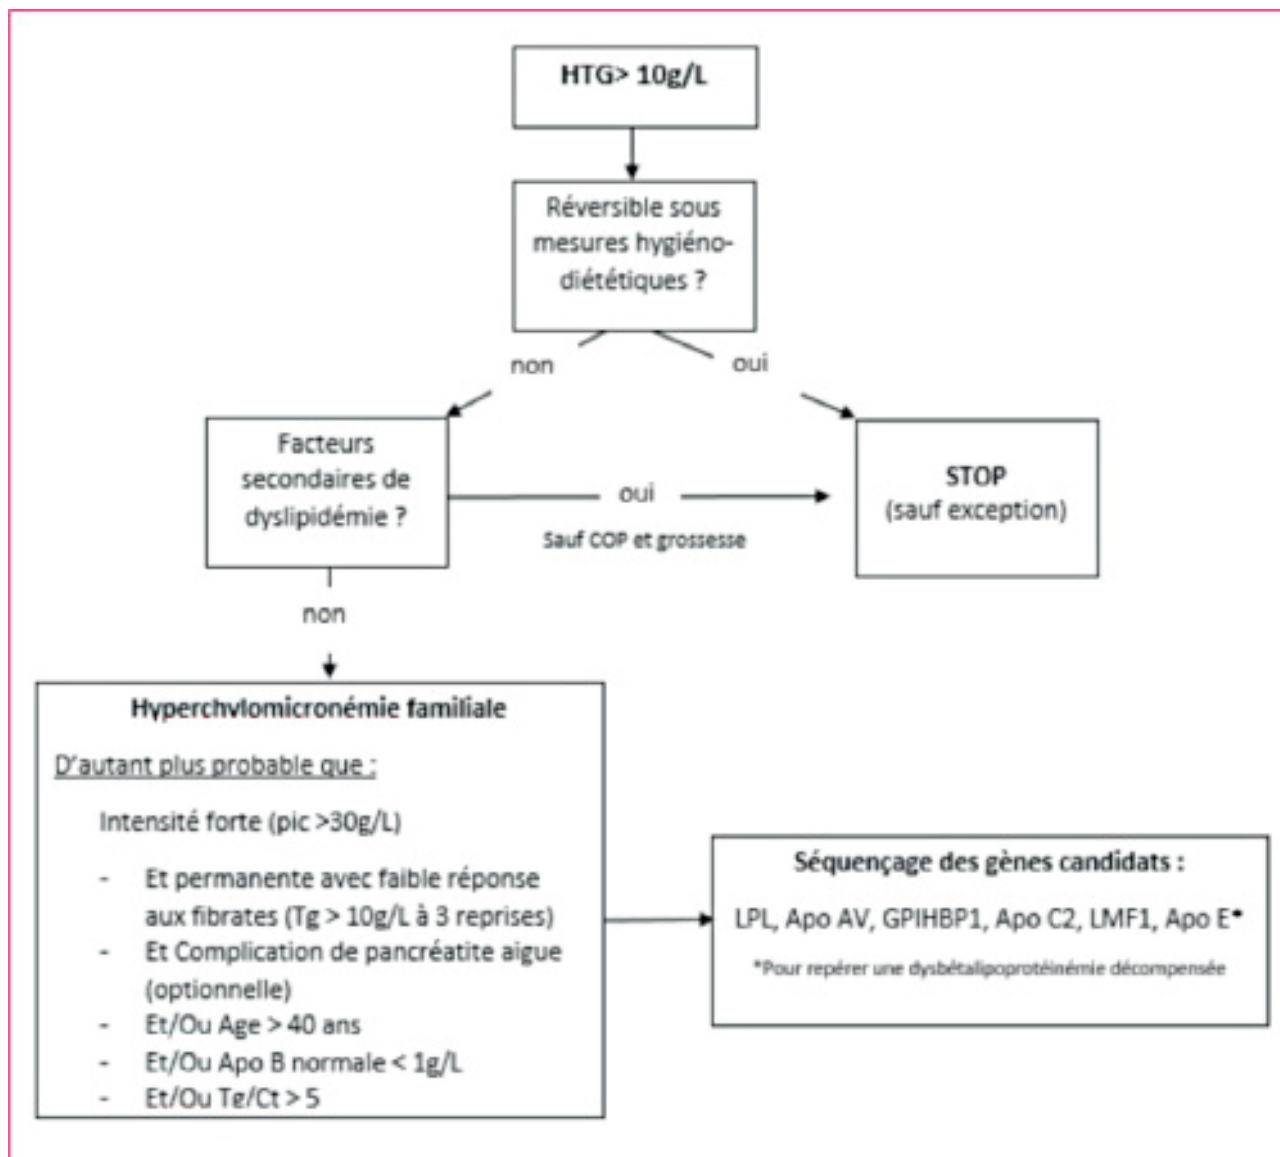 HTG> 10g/L
Réversible sous
mesures hygiéno-
diététiques ?
non
oui
Facteurs
secondaires de
dyslipidémie ?
oui
Sauf COP et grossesse
STOP
(sauf exception)
non
Hyperchylomicronémie familiale
D'autant plus probable que :
Intensité forte (pic >30g/L)
- Et permanente avec faible réponse
aux fibrates (Tg > 10g/L à 3 reprises)
- Et Complication de pancréatite aigue
(optionnelle)
- Et/Ou Age > 40 ans
- Et/Ou Apo B normale < 1g/L
- Et/Ou Tg/Ct > 5
Séquençage des gènes candidats :
LPL, Apo AV, GPIHBP1, Apo C2, LMF1, Apo E*
*Pour repérer une dysbétalipoprotéinémie décompensée